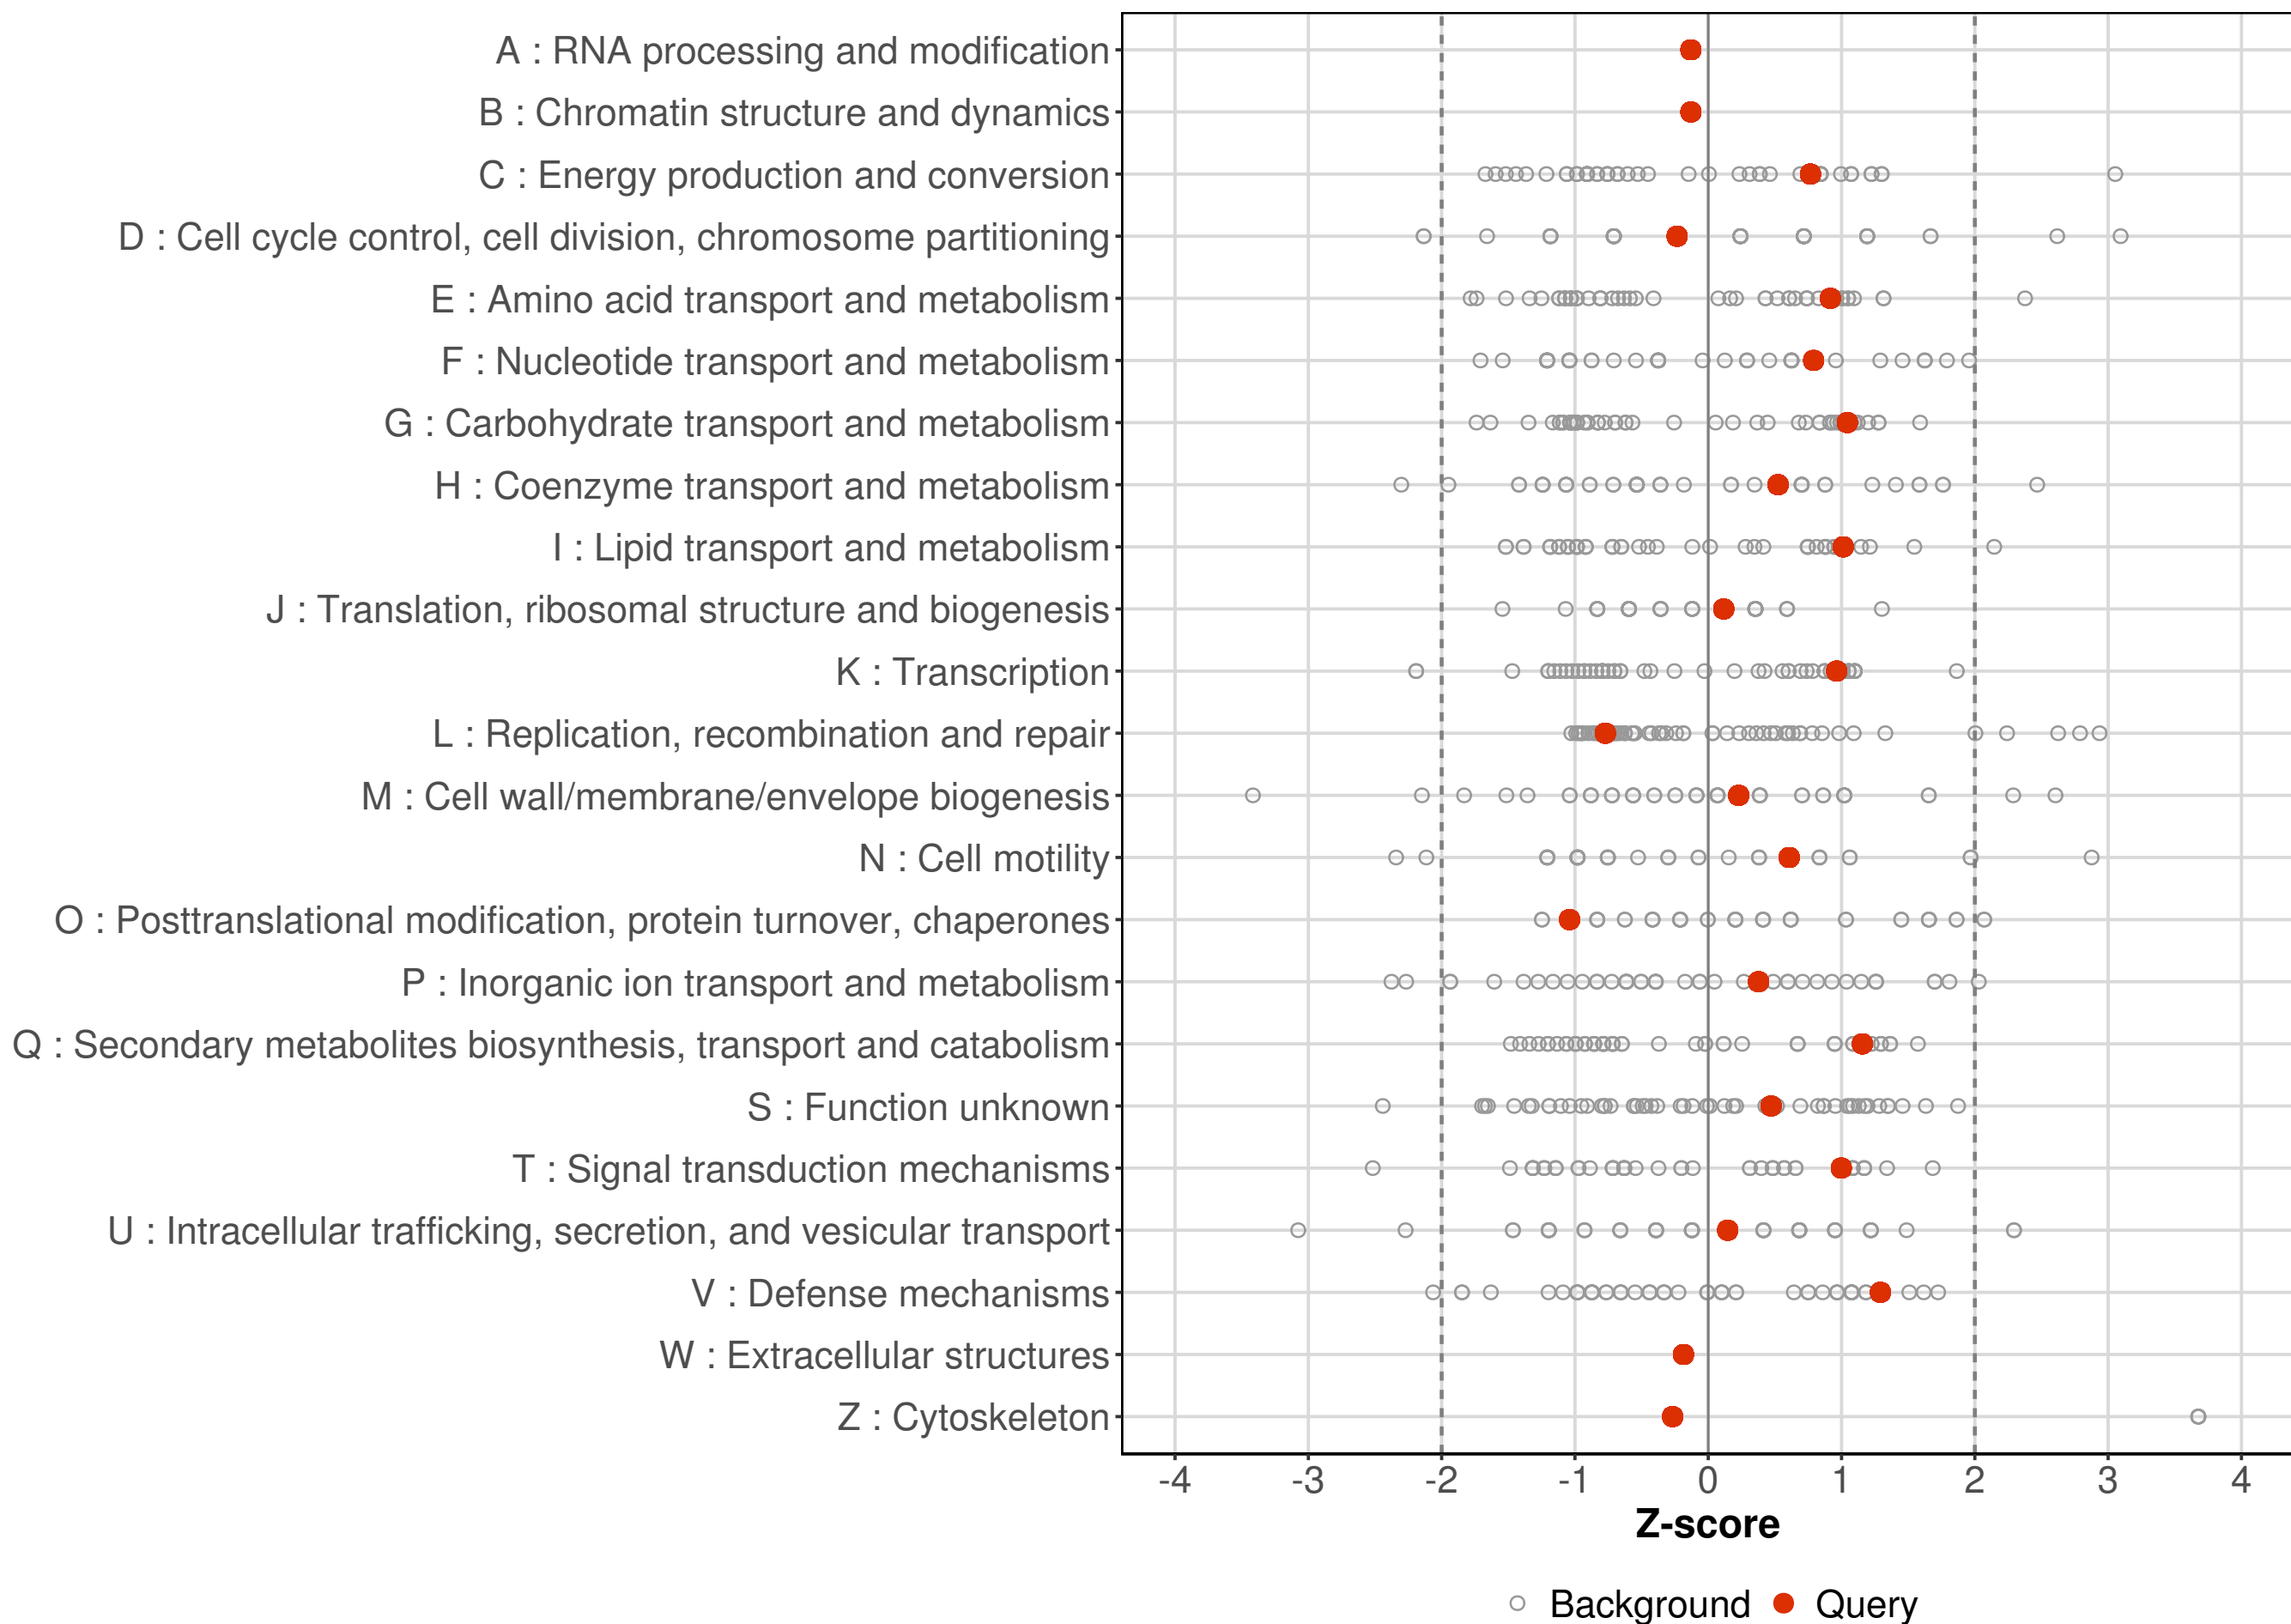 A : RNA processing and modification
B : Chromatin structure and dynamics
C : Energy production and conversion
D : Cell cycle control, cell division, chromosome partitioning
E : Amino acid transport and metabolism
F : Nucleotide transport and metabolism
G : Carbohydrate transport and metabolism
H : Coenzyme transport and metabolism
I : Lipid transport and metabolism
J : Translation, ribosomal structure and biogenesis
K : Transcription
L : Replication, recombination and repair
M : Cell wall/membrane/envelope biogenesis
N : Cell motility
O : Posttranslational modification, protein turnover, chaperones
P : Inorganic ion transport and metabolism
Q : Secondary metabolites biosynthesis, transport and catabolism
S : Function unknown
T : Signal transduction mechanisms
U : Intracellular trafficking, secretion, and vesicular transport
V : Defense mechanisms
W : Extracellular structures
Z : Cytoskeleton
-4 -3 -2 -1 0 1 2 3 4
Z-score
Background Query